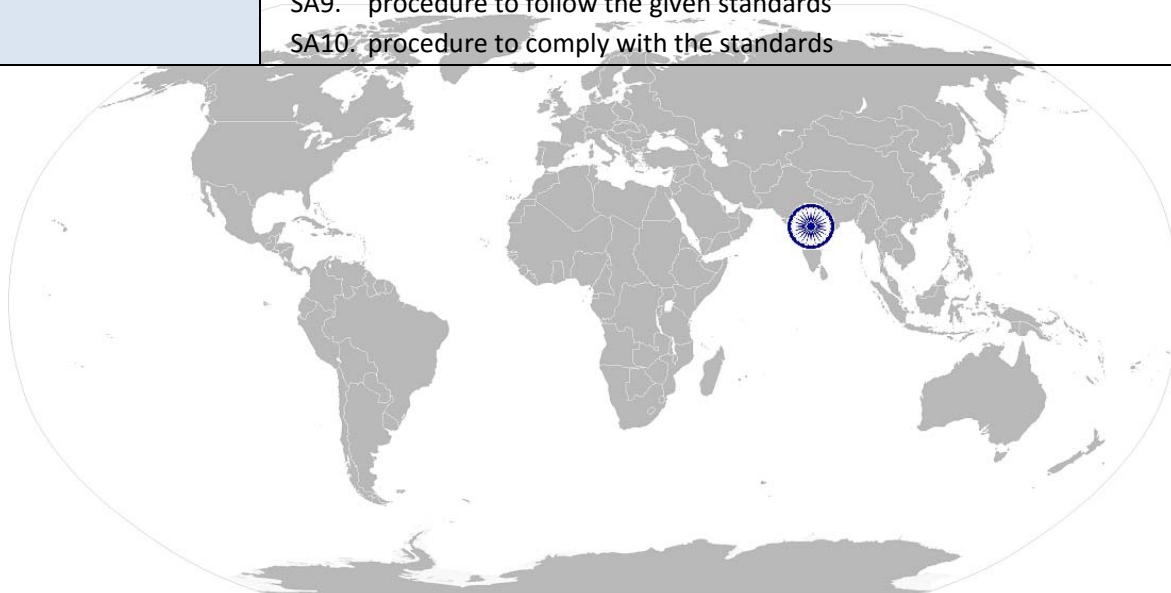 SA9. procedure to follow the given standards
SA10. procedure to comply with the standards